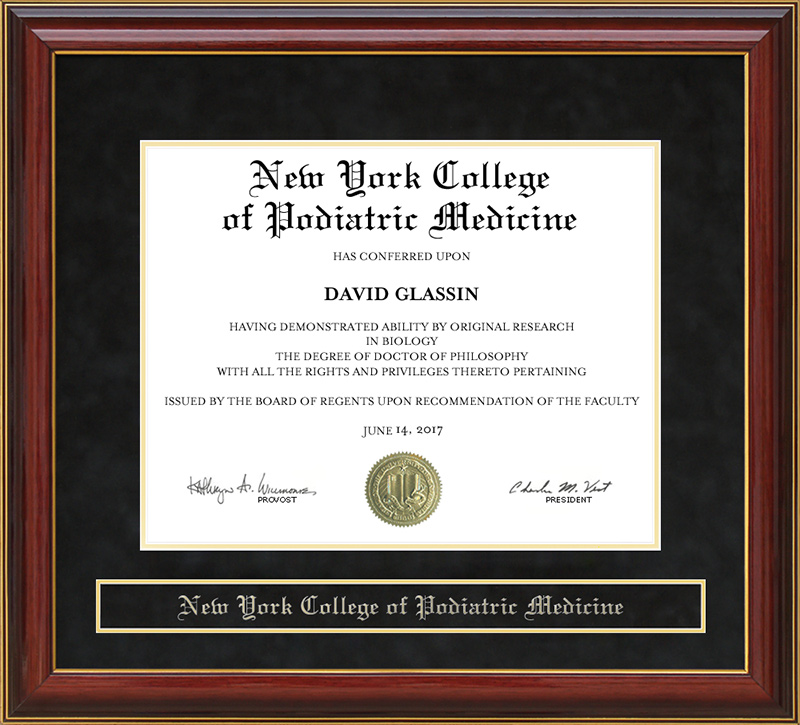 New York College
of Podiatric Medicine
HAS CONFERRED UPON
DAVID GLASSIN
HAVING DEMONSTRATED ABILITY BY ORIGINAL RESEARCH
IN BIOLOGY
THE DEGREE OF DOCTOR OF PHILOSOPHY
WITH ALL THE RIGHTS AND PRIVILEGES THERETO PERTAINING
ISSUED BY THE BOARD OF REGENTS UPON RECOMMENDATION OF THE FACULTY
JUNE 14, 2017
Charles M. Vest
PROVOST
PRESIDENT
New York College of Podiatric Medicine